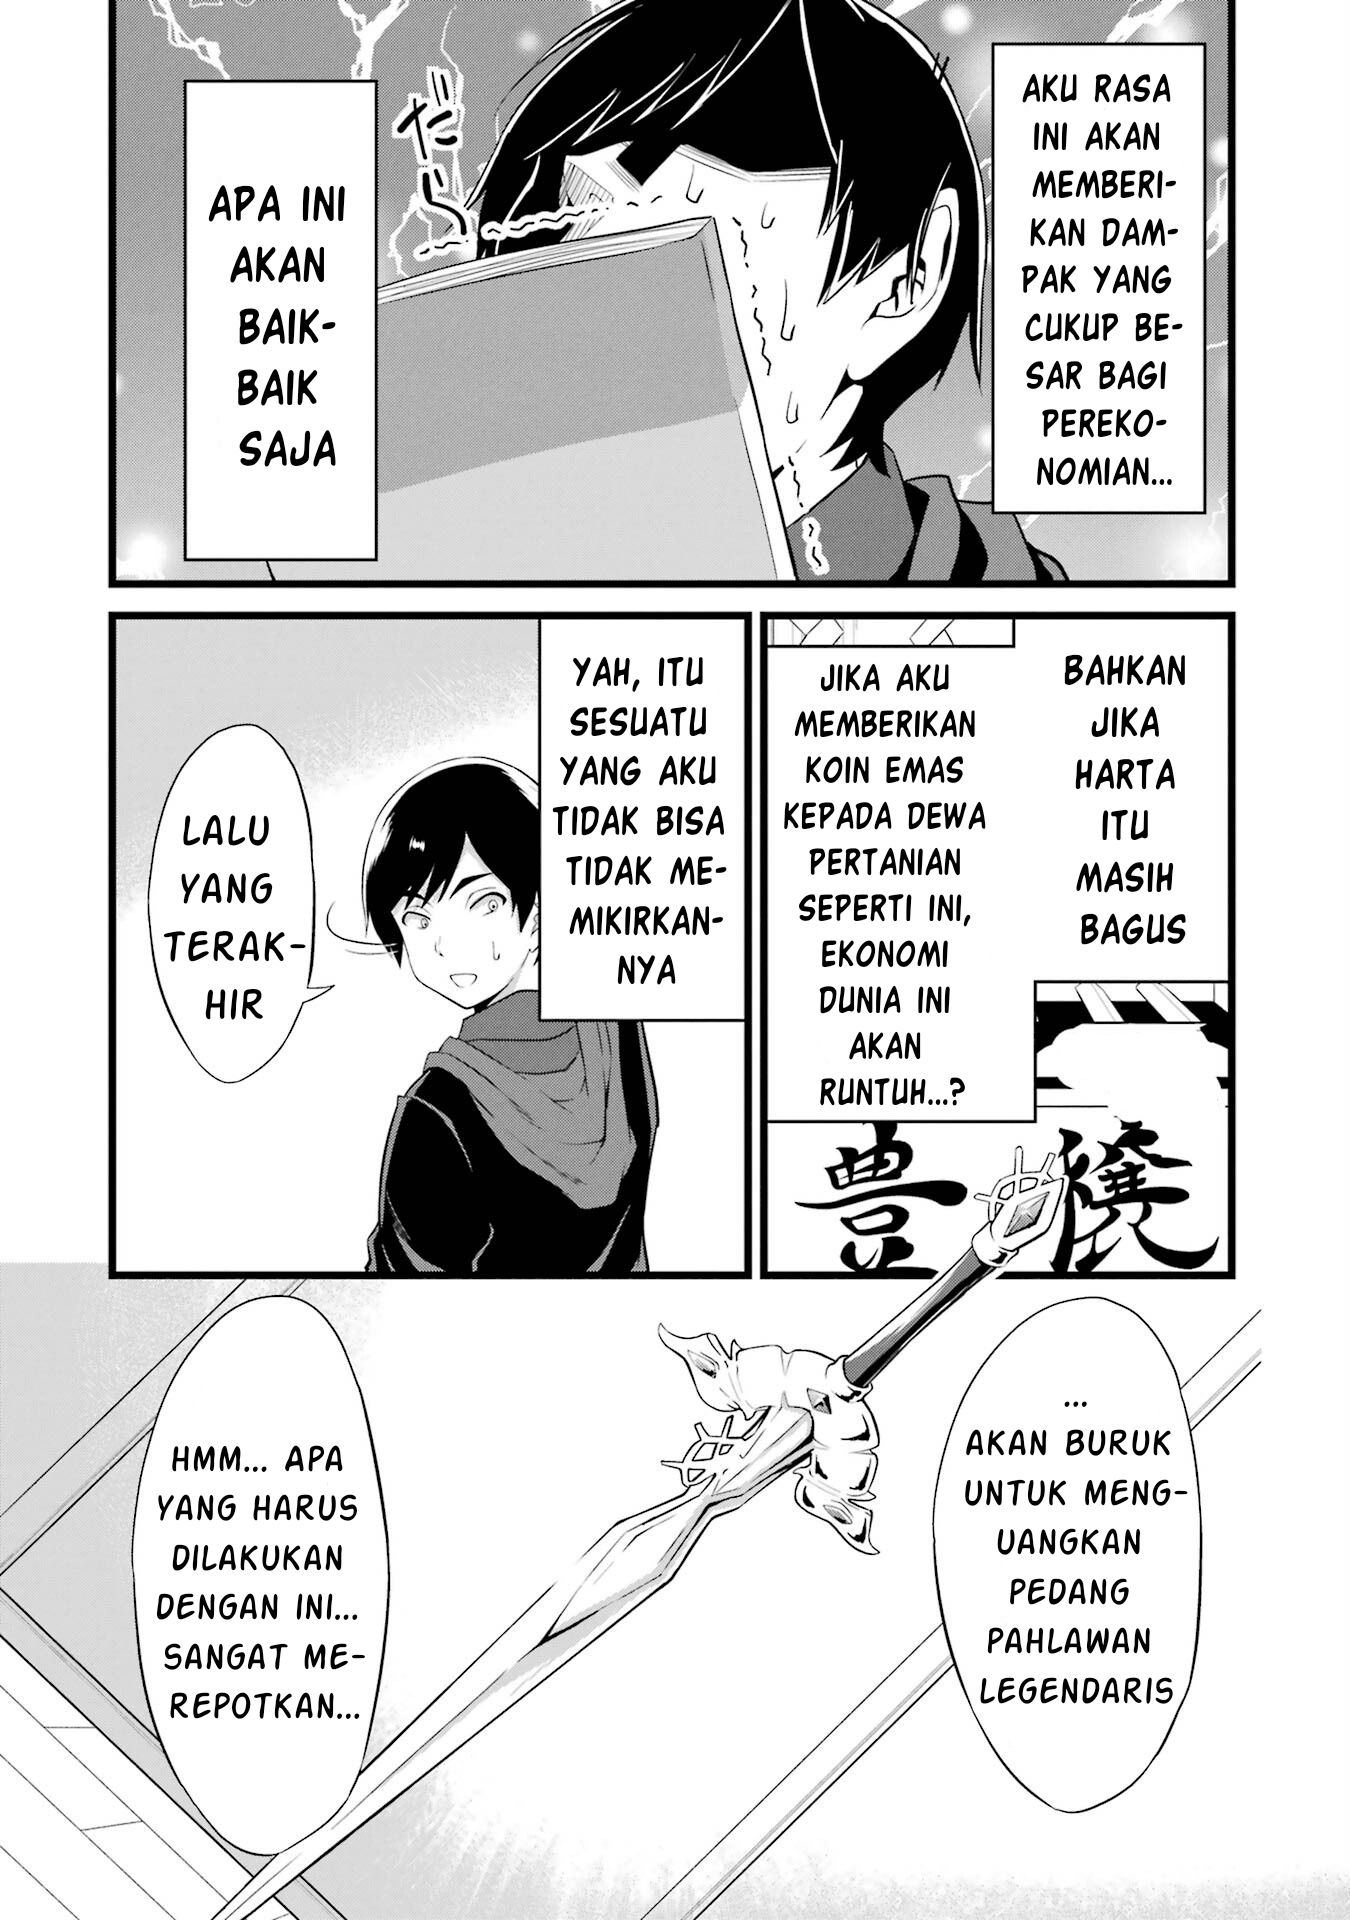 AKU RASA
INI AKAN
MEMBERI-
KAN DAM-
PAK YANG
CUKUP BE-
SAR BAGI
PEREKO-
NOMIAN...
だら
APA INI
AKAN
BAIK-
BAIK
SAJA
BAHKAN
JIKA
HARTA
ITU
MASIH
BAGUS
JIKA AKU
MEMBERIKAN
KOIN EMAS
KEPADA DEWA
PERTANIAN
SEPERTI INI,
EKONOMI
DUNIA INI
AKAN
RUNTUH...?
豊穣
YAH, ITU
SESUATU
YANG AKU
TIDAK BISA
TIDAK ME-
MIKIRKAN-
NYA
LALU
YANG
TERAK-
HIR
...
AKAN BURUK
UNTUK MENG-
UANGKAN
PEDANG
PAHLAWAN
LEGENDARIS
HMM... APA
YANG HARUS
DILAKUKAN
DENGAN INI...
SANGAT ME-
REPOTKAN...